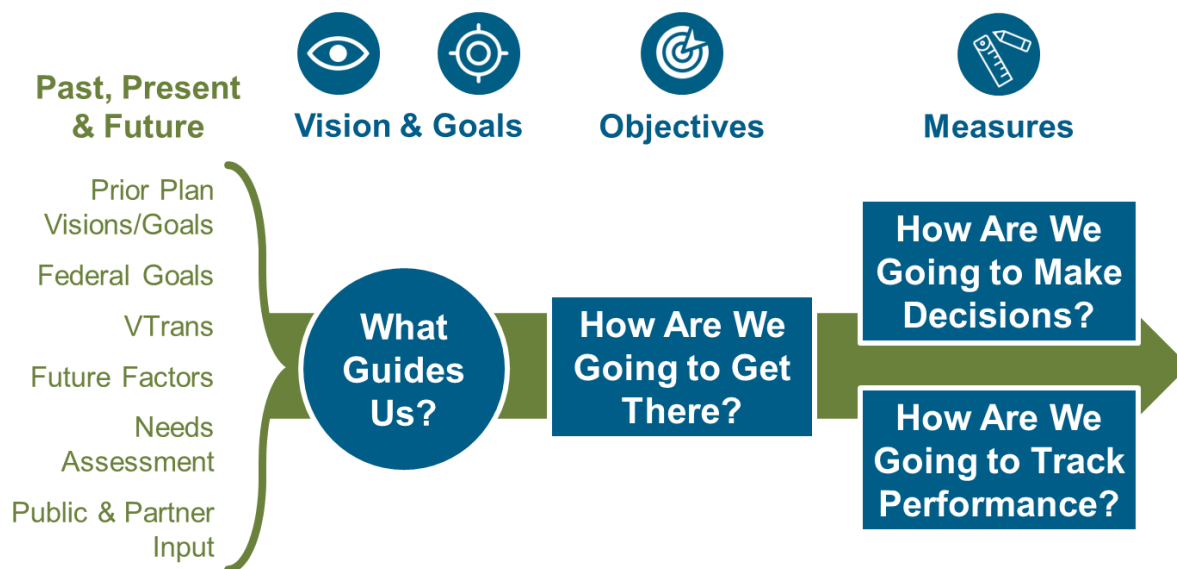 Past, Present
& Future
Prior Plan
Visions/Goals
Federal Goals
VTrans
Future Factors
Needs
Assessment
Public & Partner
Input
Vision & Goals
What
Guides
Us?
Objectives
How Are We
Going to Get
There?
Measures
How Are We
Going to Make
Decisions?
How Are We
Going to Track
Performance?